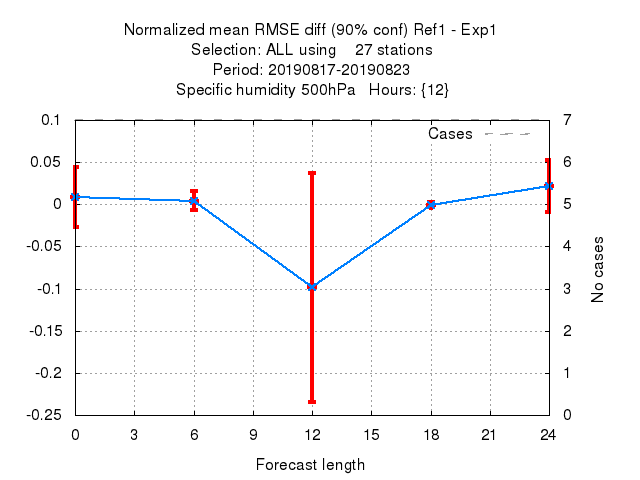 Normalized mean RMSE diff (90% conf) Ref1 - Exp1
Selection: ALL using    27 stations
Period: 20190817-20190823
Specific humidity 500hPa   Hours: {12}
0.1
0.05
0
-0.05
-0.1
-0.15
-0.2
-0.25
Cases
7
6
5
4
3
2
1
0
No cases
0 3 6 9 12 15 18 21 24
Forecast length